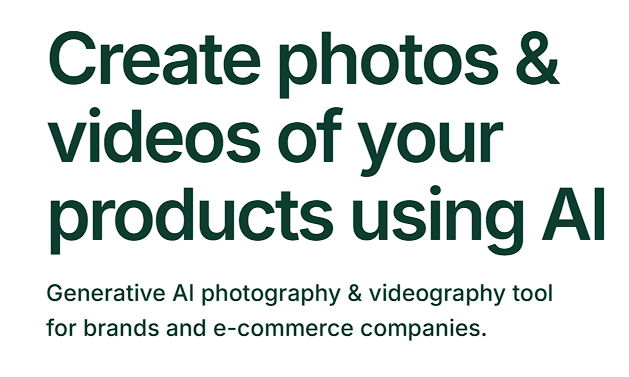 Create photos &
videos of your
products using AI
Generative AI photography & videography tool
for brands and e-commerce companies.